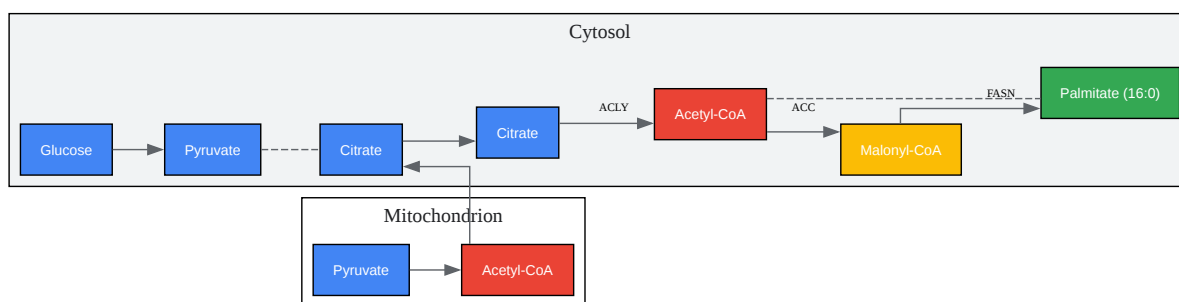 Cytosol
Glucose
Pyruvate
Citrate
Citrate
ACLY
Acetyl-CoA
ACC
Malonyl-CoA
FASN
Palmitate (16:0)
Mitochondrion
Pyruvate
Acetyl-CoA